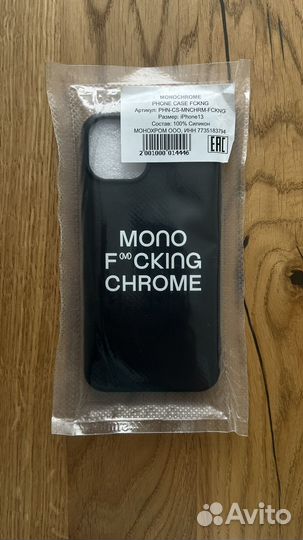 MONOCHROME
PHONE CASE FCKNG
Артикул: PHN-CS-MNCHRM-FCKNG
Размер: iPhone13
Состав: 100% Силикон
МОНОХРОМ ООО, ИНН 7735183794
2 001000 014446
EAC
MONO
F(M)CKING
CHROME
Avito